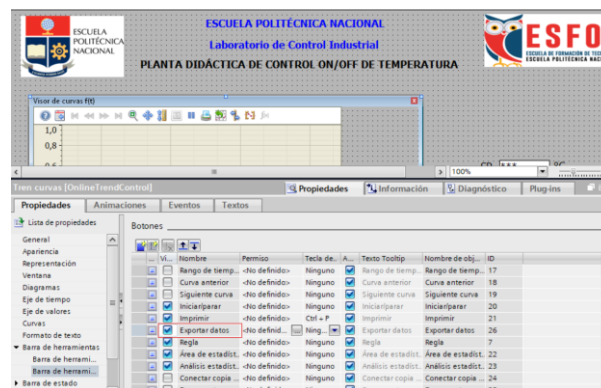 ESCUELA
POLITÉCNICA
NACIONAL
ESCUELA POLITÉCNICA NACIONAL
Laboratorio de Control Industrial
PLANTA DIDÁCTICA DE CONTROL ON/OFF DE TEMPERATURA
ESFO
Visor de curvas f(t)
1,0
0,8
100%
Tren curvas [OnlineTrendControl]
Propiedades Información Diagnóstico Plug-ins
Propiedades Animaciones Eventos Textos
Lista de propiedades
General
Apariencia
Representación
Ventana
Diagramas
Eje de tiempo
Eje de valores
Curvas
Formato de texto
Barra de herramientas
Barra de herrami...
Barra de herrami...
Barra de estado
Botones
... Vi... Nombre Permiso Tecla de... A... Texto Tooltip Nombre de obj... ID
Rango de tiemp... <No definido> Ninguno Rango de tiemp... Rango de tiemp... 17
Curva anterior <No definido> Ninguno Curva anterior Curva anterior 18
Siguiente curva <No definido> Ninguno Siguiente curva Siguiente curva 19
Iniciar/parar <No definido> Ninguno Iniciar/parar Iniciar/parar 20
Imprimir <No definido> Ctrl + P Imprimir Imprimir 21
Exportar datos <No definid... ... Ning... Exportar datos Exportar datos 26
Regla <No definido> Ninguno Regla Regla 7
Área de estadíst... <No definido> Ninguno Área de estadíst... Área de estadíst... 22
Análisis estadíst... <No definido> Ninguno Análisis estadíst... Análisis estadíst... 23
Conectar copia ... <No definido> Ninguno Conectar copia ... Conectar copia ... 24